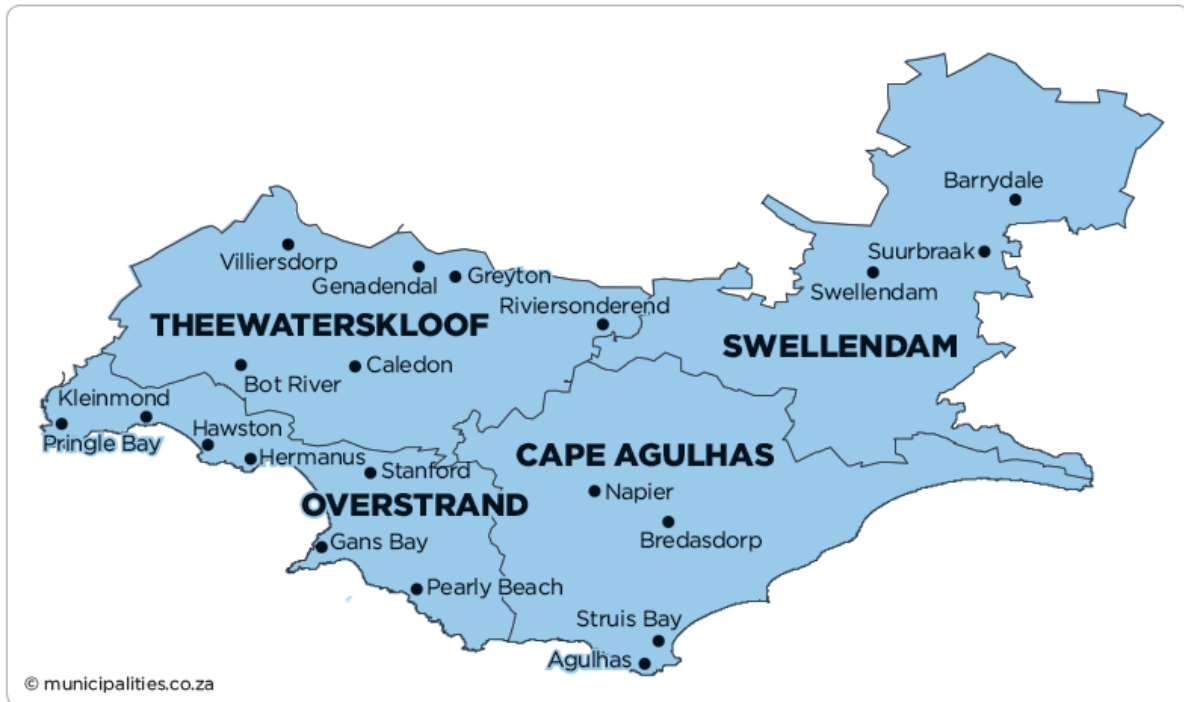 Barrydale
Suurbraak
Swellendam
Villiersdorp
Genadendal
Greyton
Riviersonderend
THEEWATERSKLOOF
SWELLENDAM
Caledon
Bot River
Kleinmond
Pringle Bay
Hawston
Hermanus
Stanford
CAPE AGULHAS
OVERSTRAND
Napier
Bredasdorp
Gans Bay
Pearly Beach
Struis Bay
Agulhas
© municipalities.co.za